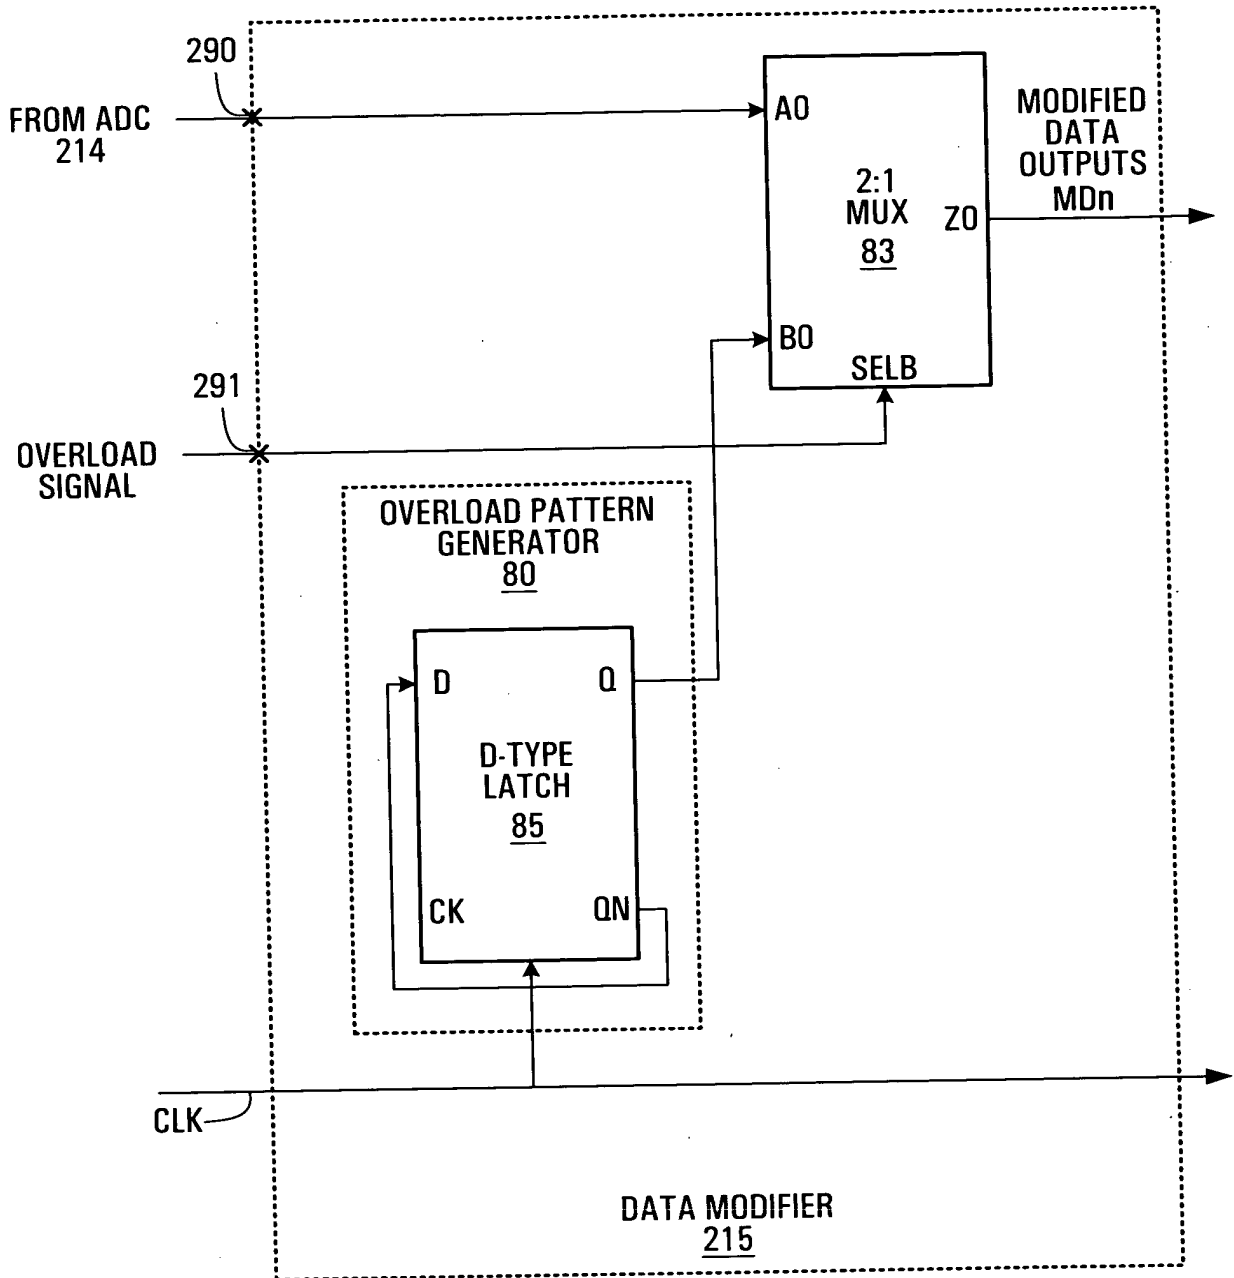 290
FROM ADC
214
A0
2:1
MUX
83
Z0
B0
SELB
MODIFIED
DATA
OUTPUTS
MDn
291
OVERLOAD
SIGNAL
OVERLOAD PATTERN
GENERATOR
80
D
Q
D-TYPE
LATCH
85
CK
QN
CLK
DATA MODIFIER
215